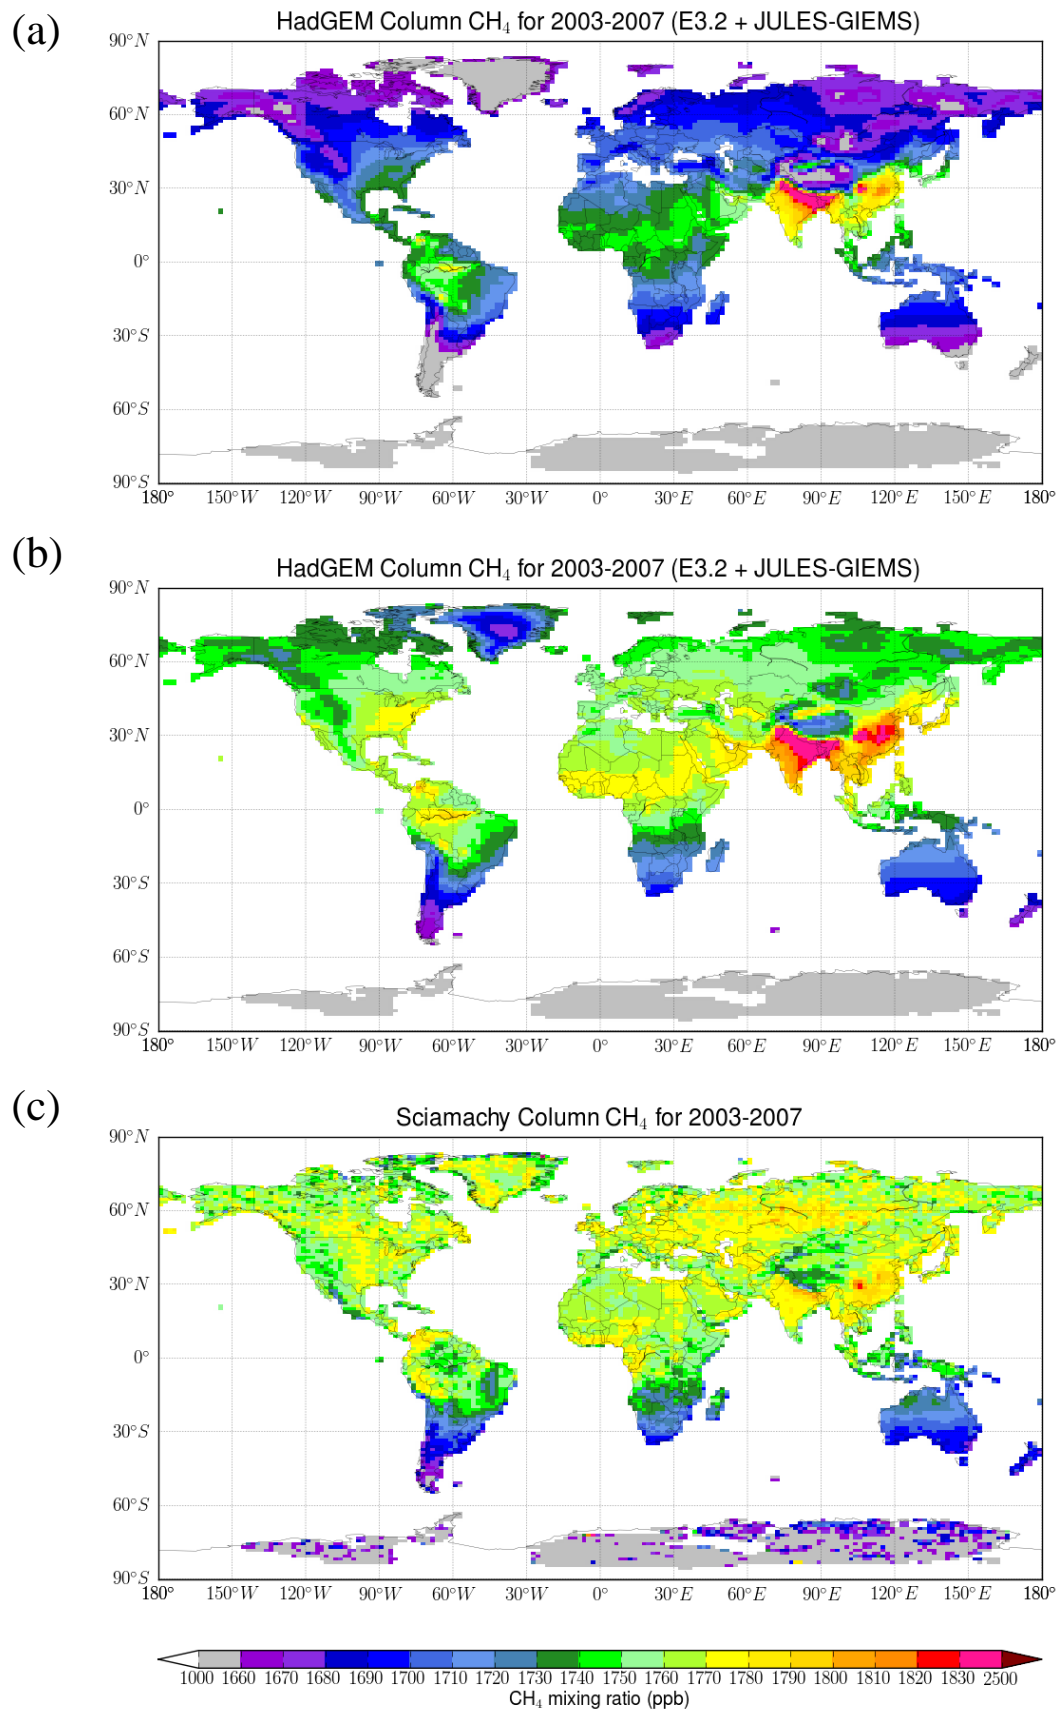 (a)
HadGEM Column CH₄ for 2003-2007 (E3.2 + JULES-GIEMS)
90°N
60°N
30°N
0°
30°S
60°S
90°S
180° 150°W 120°W 90°W 60°W 30°W 0° 30°E 60°E 90°E 120°E 150°E 180°
(b)
HadGEM Column CH₄ for 2003-2007 (E3.2 + JULES-GIEMS)
90°N
60°N
30°N
0°
30°S
60°S
90°S
180° 150°W 120°W 90°W 60°W 30°W 0° 30°E 60°E 90°E 120°E 150°E 180°
(c)
Sciamachy Column CH₄ for 2003-2007
90°N
60°N
30°N
0°
30°S
60°S
90°S
180° 150°W 120°W 90°W 60°W 30°W 0° 30°E 60°E 90°E 120°E 150°E 180°
1000 1660 1670 1680 1690 1700 1710 1720 1730 1740 1750 1760 1770 1780 1790 1800 1810 1820 1830 2500
CH₄ mixing ratio (ppb)